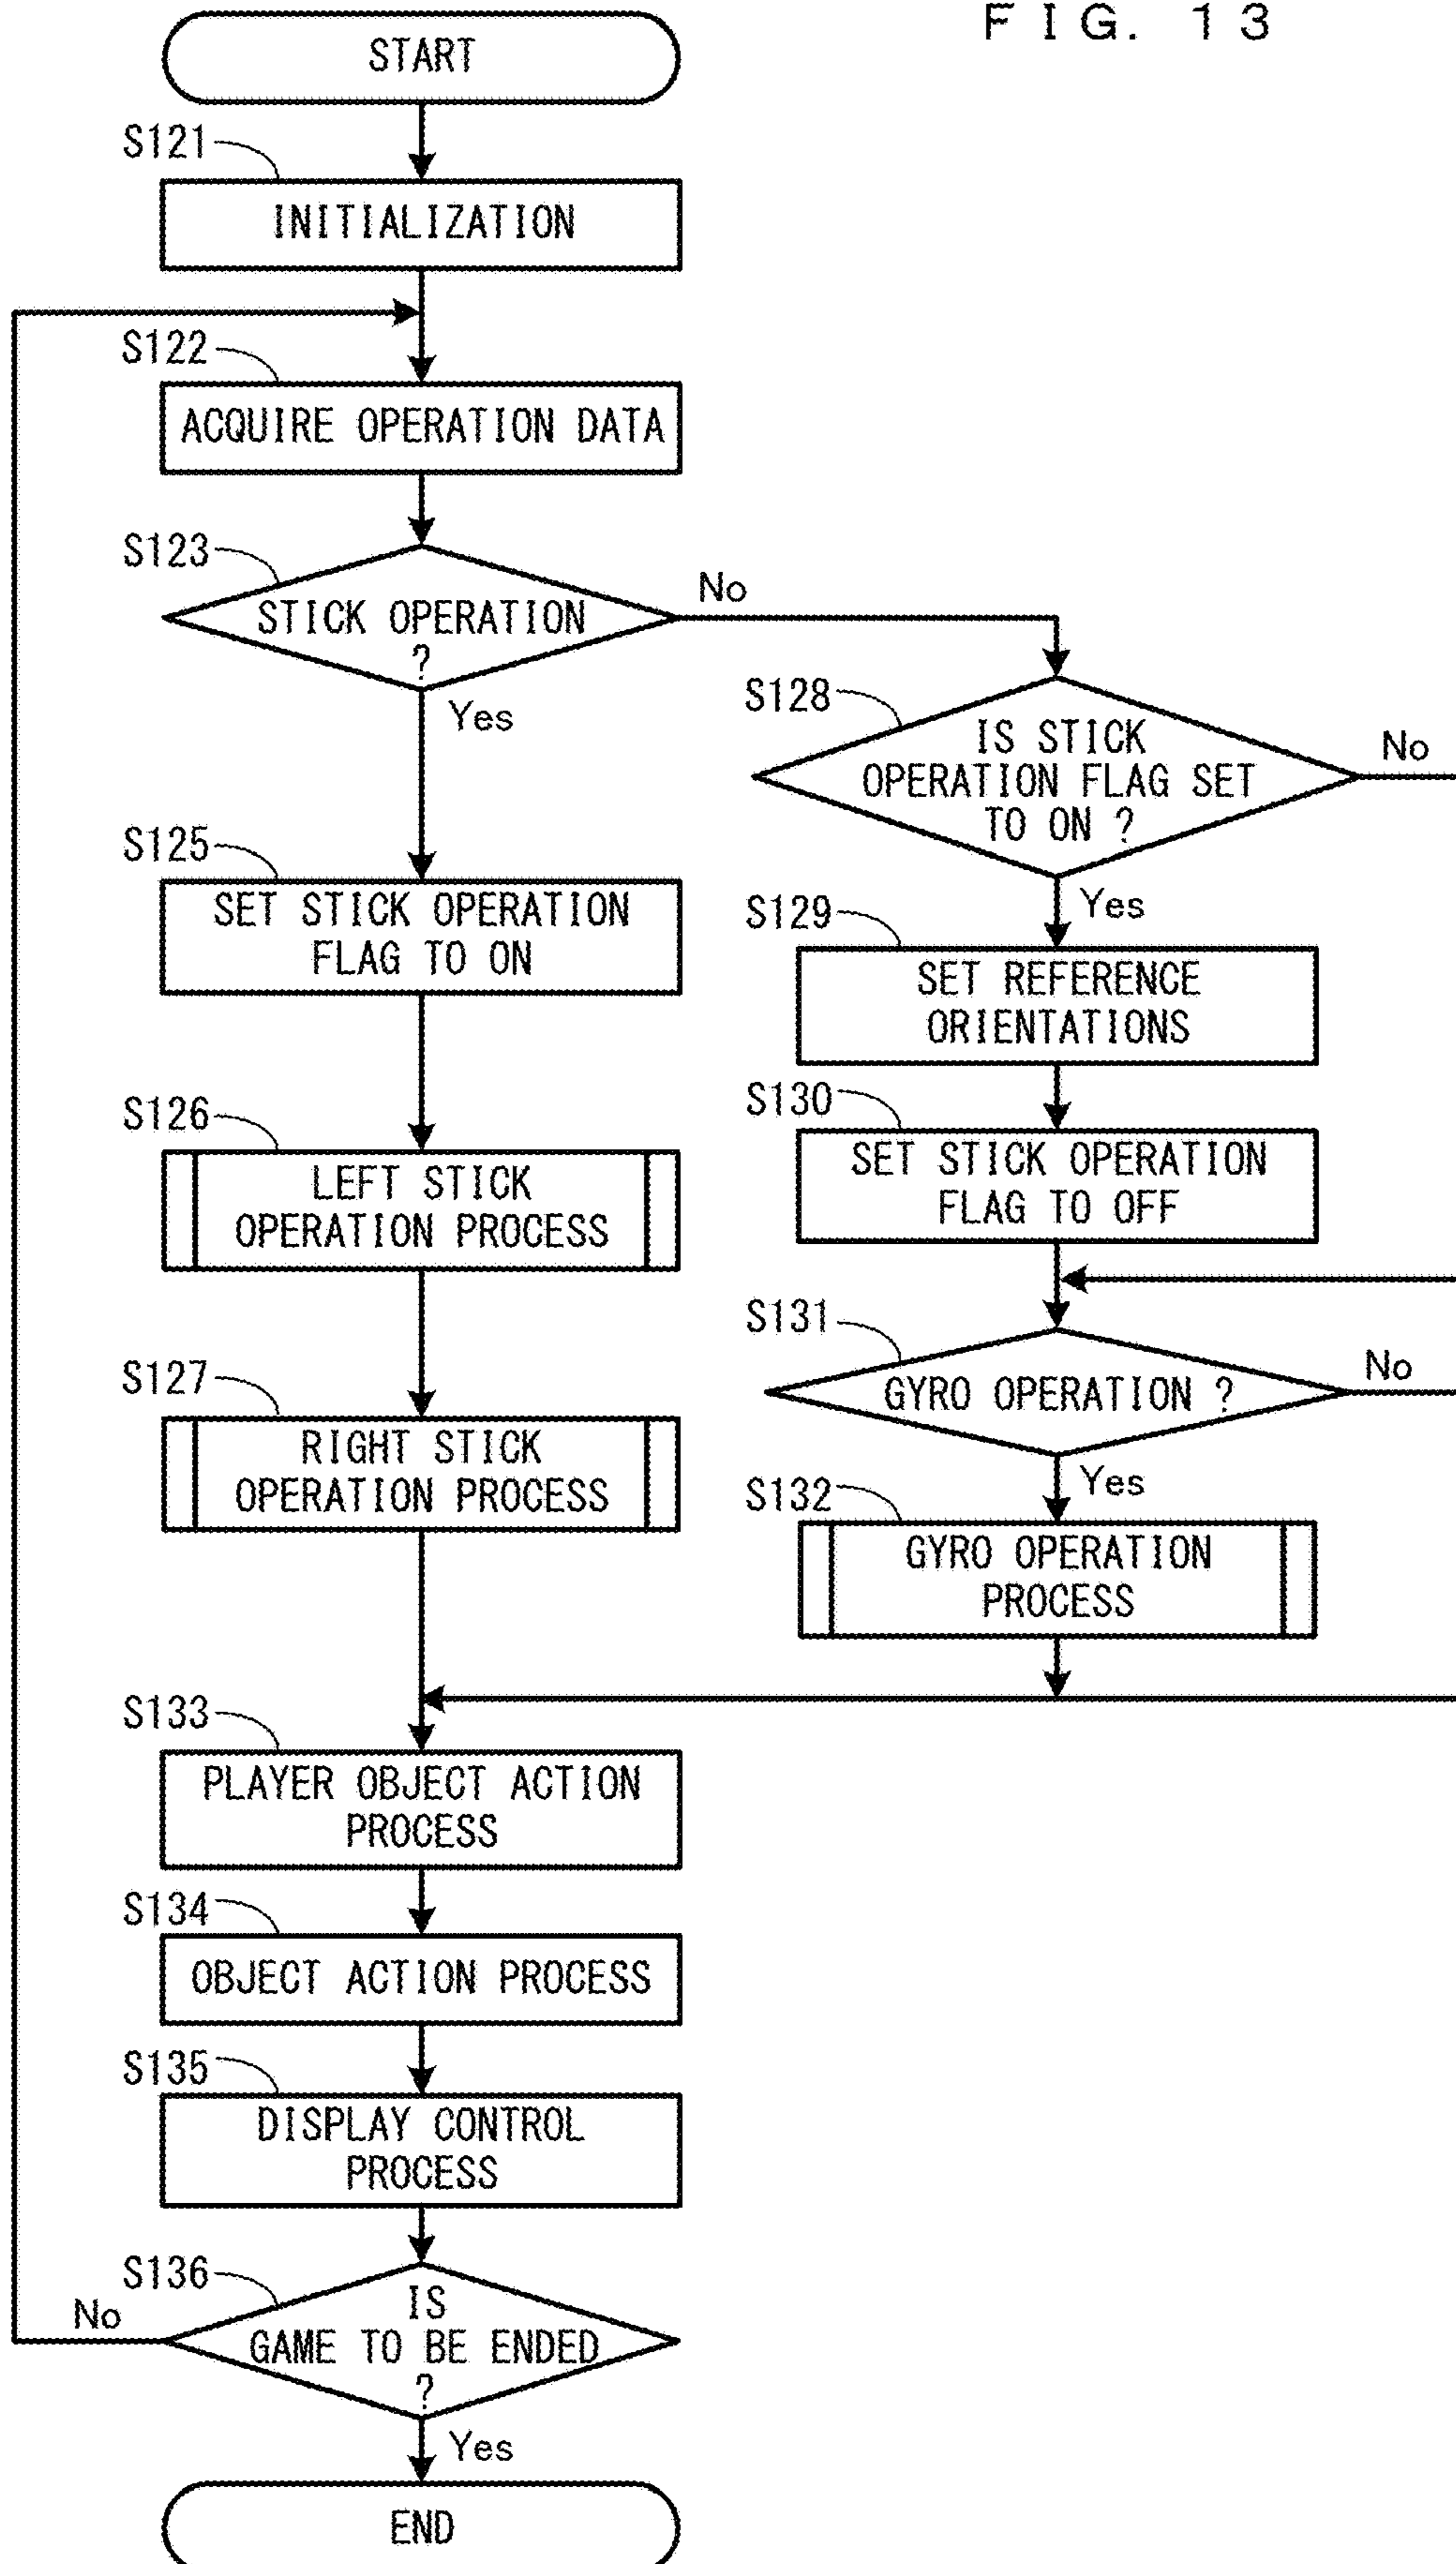 FIG. 13
START
S121
INITIALIZATION
S122
ACQUIRE OPERATION DATA
S123
STICK OPERATION
?
No
Yes
S125
SET STICK OPERATION
FLAG TO ON
S126
LEFT STICK
OPERATION PROCESS
S127
RIGHT STICK
OPERATION PROCESS
S128
IS STICK
OPERATION FLAG SET
TO ON ?
No
Yes
S129
SET REFERENCE
ORIENTATIONS
S130
SET STICK OPERATION
FLAG TO OFF
S131
GYRO OPERATION ?
No
Yes
S132
GYRO OPERATION
PROCESS
S133
PLAYER OBJECT ACTION
PROCESS
S134
OBJECT ACTION PROCESS
S135
DISPLAY CONTROL
PROCESS
S136
IS
GAME TO BE ENDED
?
No
Yes
END